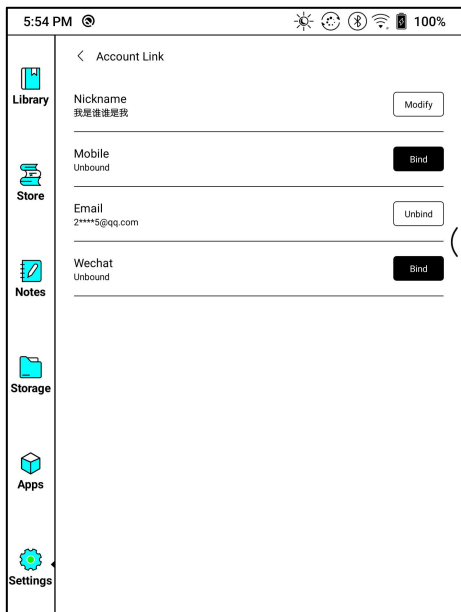 5:54 PM
100%
Account Link
Library
Nickname
我是谁谁是我
Modify
Mobile
Unbound
Bind
Store
Email
2****5@qq.com
Unbind
Wechat
Unbound
Bind
Notes
Storage
Apps
Settings